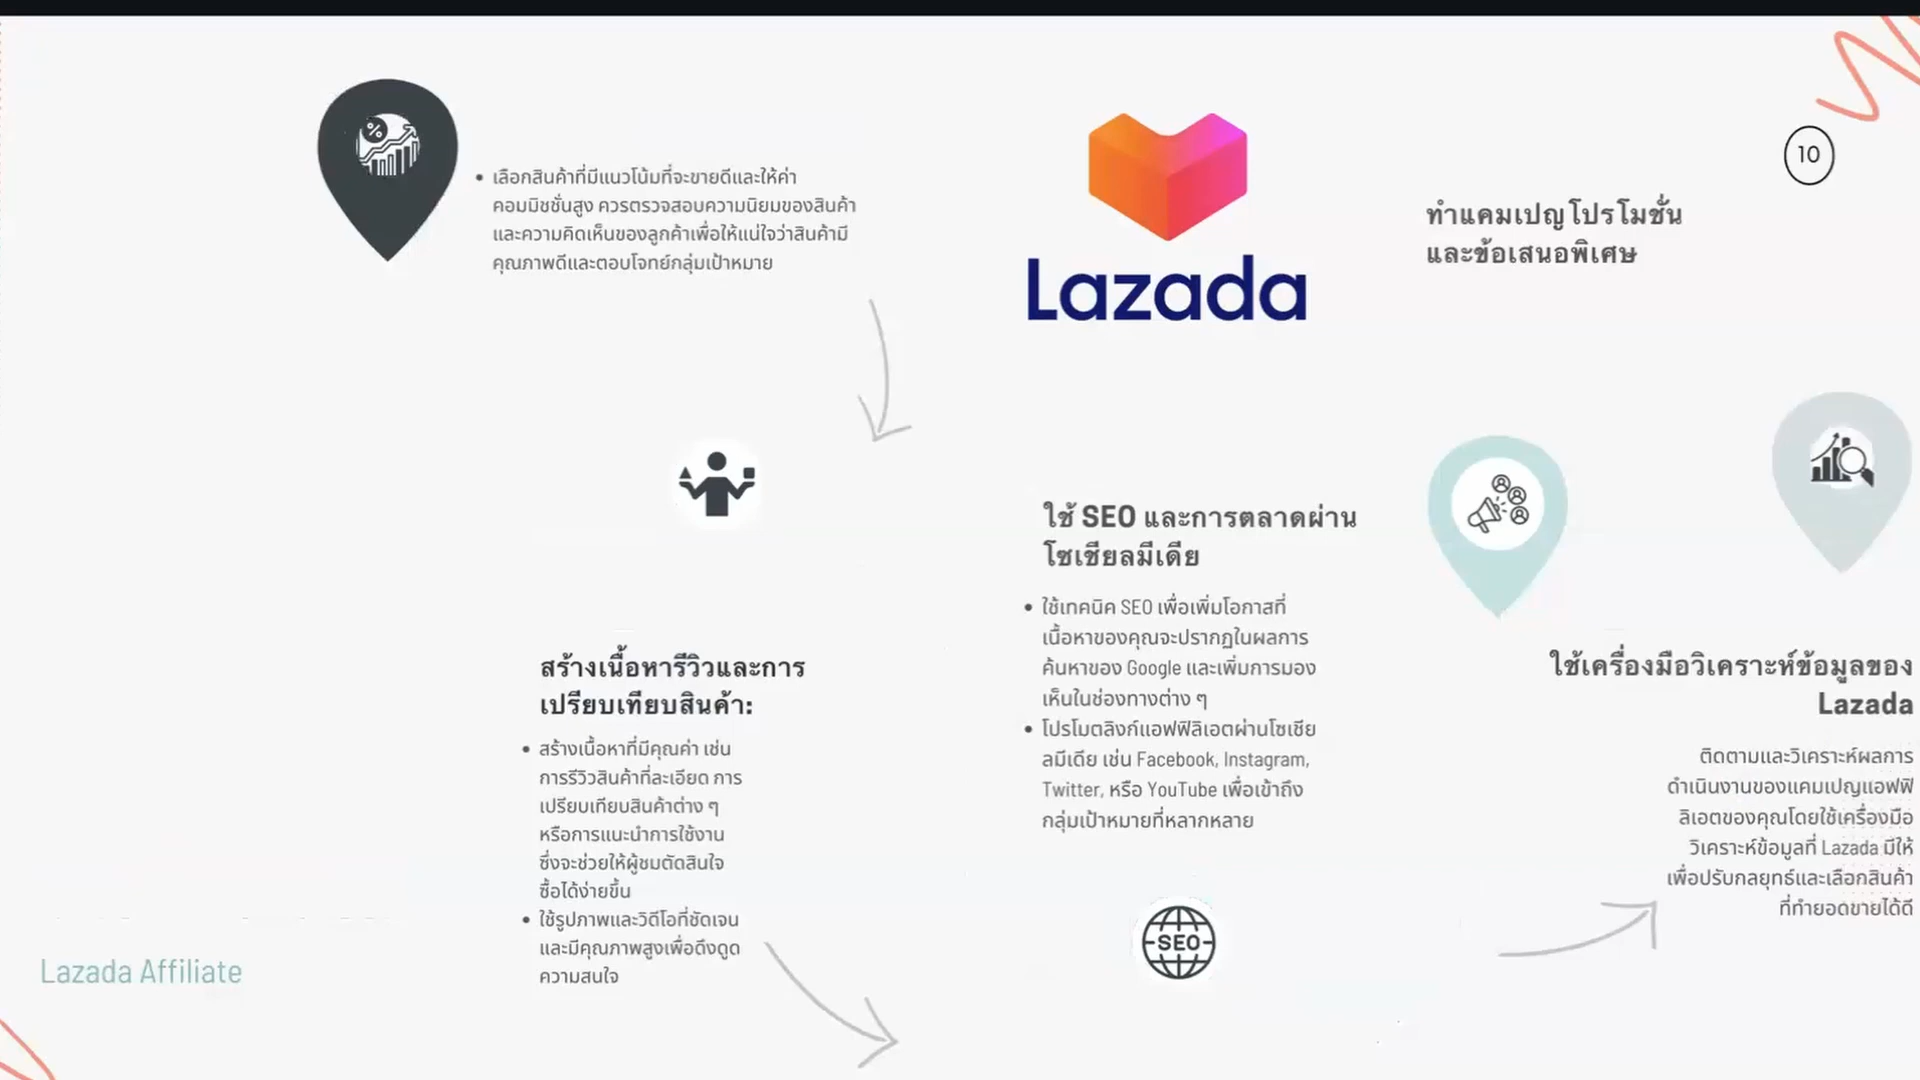 เลือกสินค้าที่มีแนวโน้มที่จะขายดีและให้ค่า
คอมมิชชั่นสูง ควรตรวจสอบความนิยมของสินค้า
และความคิดเห็นของลูกค้าเพื่อให้แน่ใจว่าสินค้ามี
คุณภาพดีและตอบโจทย์กลุ่มเป้าหมาย
Lazada
10
ทำแคมเปญโปรโมชั่น
และข้อเสนอพิเศษ
สร้างเนื้อหารีวิวและการ
เปรียบเทียบสินค้า:
สร้างเนื้อหาที่มีคุณค่า เช่น
การรีวิวสินค้าที่ละเอียด การ
เปรียบเทียบสินค้าต่าง ๆ
หรือการแนะนำการใช้งาน
ซึ่งจะช่วยให้ผู้ชมตัดสินใจ
ซื้อได้ง่ายขึ้น
ใช้รูปภาพและวิดีโอที่ชัดเจน
และมีคุณภาพสูงเพื่อดึงดูด
ความสนใจ
ใช้ SEO และการตลาดผ่าน
โซเชียลมีเดีย
ใช้เทคนิค SEO เพื่อเพิ่มโอกาสที่
เนื้อหาของคุณจะปรากฏในผลการ
ค้นหาของ Google และเพิ่มการมอง
เห็นในช่องทางต่าง ๆ
โปรโมตลิงก์แอฟฟิลิเอตผ่านโซเชีย
ลมีเดีย เช่น Facebook, Instagram,
Twitter, หรือ YouTube เพื่อเข้าถึง
กลุ่มเป้าหมายที่หลากหลาย
SEO
ใช้เครื่องมือวิเคราะห์ข้อมูลของ
Lazada
ติดตามและวิเคราะห์ผลการ
ดำเนินงานของแคมเปญแอฟฟิ
ลิเอตของคุณโดยใช้เครื่องมือ
วิเคราะห์ข้อมูลที่ Lazada มีให้
เพื่อปรับกลยุทธ์และเลือกสินค้า
ที่ทำยอดขายได้ดี
Lazada Affiliate